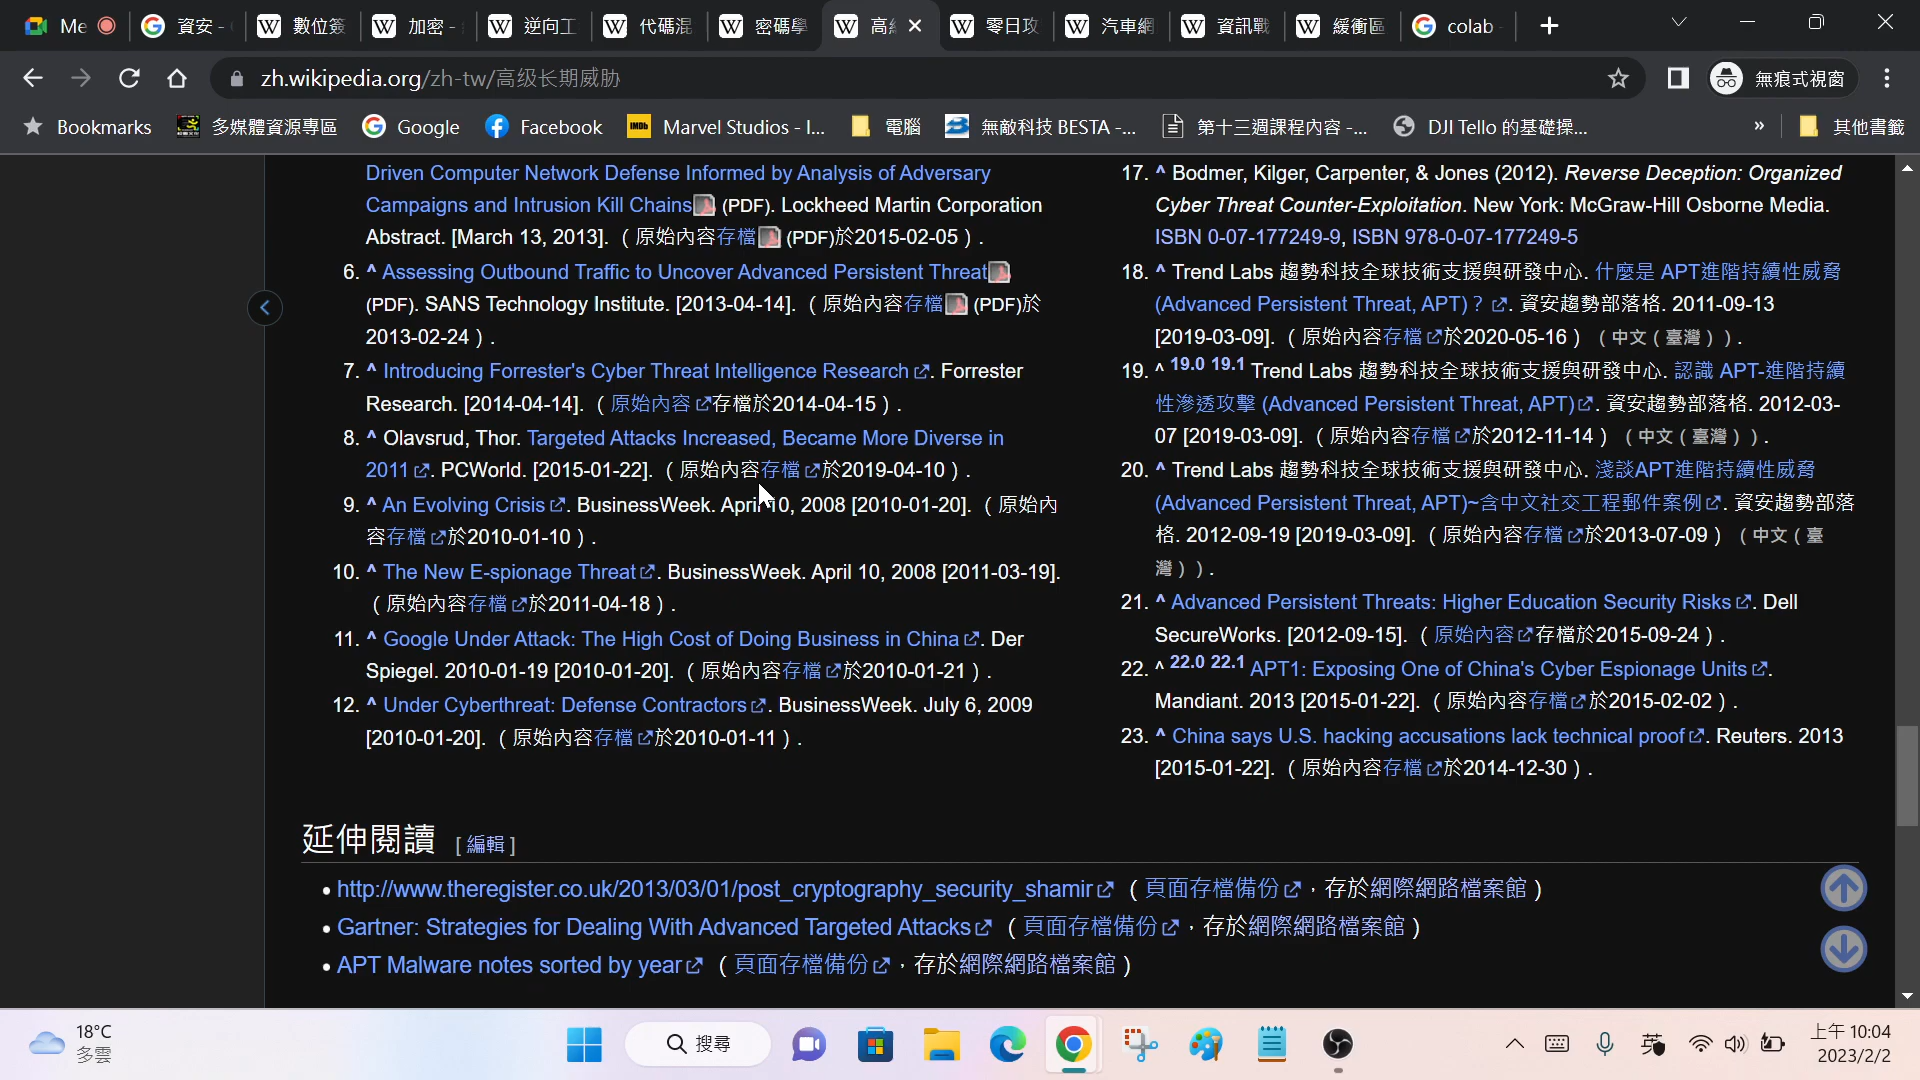 Me
資安 -
數位簽
加密 -
逆向工
代碼混
密碼學
高級
零日攻
汽車網
資訊戰
緩衝區
colab
zh.wikipedia.org/zh-tw/高级长期威胁
無痕式視窗
Bookmarks
多媒體資源專區
Google
Facebook
Marvel Studios - I...
電腦
無敵科技 BESTA -...
第十三週課程內容 -...
DJI Tello 的基礎操...
»
其他書籤
Driven Computer Network Defense Informed by Analysis of Adversary
Campaigns and Intrusion Kill Chains (PDF). Lockheed Martin Corporation
Abstract. [March 13, 2013]. (原始內容存檔 (PDF)於2015-02-05).
6. ^ Assessing Outbound Traffic to Uncover Advanced Persistent Threat
(PDF). SANS Technology Institute. [2013-04-14]. (原始內容存檔 (PDF)於
2013-02-24).
7. ^ Introducing Forrester's Cyber Threat Intelligence Research. Forrester
Research. [2014-04-14]. (原始內容存檔於2014-04-15).
8. ^ Olavsrud, Thor. Targeted Attacks Increased, Became More Diverse in
2011. PCWorld. [2015-01-22]. (原始內容存檔於2019-04-10).
9. ^ An Evolving Crisis. BusinessWeek. April 10, 2008 [2010-01-20]. (原始內
容存檔於2010-01-10).
10. ^ The New E-spionage Threat. BusinessWeek. April 10, 2008 [2011-03-19].
(原始內容存檔於2011-04-18).
11. ^ Google Under Attack: The High Cost of Doing Business in China. Der
Spiegel. 2010-01-19 [2010-01-20]. (原始內容存檔於2010-01-21).
12. ^ Under Cyberthreat: Defense Contractors. BusinessWeek. July 6, 2009
[2010-01-20]. (原始內容存檔於2010-01-11).
17. ^ Bodmer, Kilger, Carpenter, & Jones (2012). Reverse Deception: Organized
Cyber Threat Counter-Exploitation. New York: McGraw-Hill Osborne Media.
ISBN 0-07-177249-9, ISBN 978-0-07-177249-5
18. ^ Trend Labs 趨勢科技全球技術支援與研發中心. 什麼是 APT進階持續性威脅
(Advanced Persistent Threat, APT)?. 資安趨勢部落格. 2011-09-13
[2019-03-09]. (原始內容存檔於2020-05-16) (中文(臺灣)).
19. ^ 19.0 19.1 Trend Labs 趨勢科技全球技術支援與研發中心. 認識 APT-進階持續
性滲透攻擊 (Advanced Persistent Threat, APT). 資安趨勢部落格. 2012-03-
07 [2019-03-09]. (原始內容存檔於2012-11-14) (中文(臺灣)).
20. ^ Trend Labs 趨勢科技全球技術支援與研發中心. 淺談APT進階持續性威脅
(Advanced Persistent Threat, APT)~含中文社交工程郵件案例. 資安趨勢部落
格. 2012-09-19 [2019-03-09]. (原始內容存檔於2013-07-09) (中文(臺
灣)).
21. ^ Advanced Persistent Threats: Higher Education Security Risks. Dell
SecureWorks. [2012-09-15]. (原始內容存檔於2015-09-24).
22. ^ 22.0 22.1 APT1: Exposing One of China's Cyber Espionage Units.
Mandiant. 2013 [2015-01-22]. (原始內容存檔於2015-02-02).
23. ^ China says U.S. hacking accusations lack technical proof. Reuters. 2013
[2015-01-22]. (原始內容存檔於2014-12-30).
延伸閱讀 [編輯]
• http://www.theregister.co.uk/2013/03/01/post_cryptography_security_shamir (頁面存檔備份,存於網際網路檔案館)
• Gartner: Strategies for Dealing With Advanced Targeted Attacks (頁面存檔備份,存於網際網路檔案館)
• APT Malware notes sorted by year (頁面存檔備份,存於網際網路檔案館)
18°C
多雲
搜尋
英
上午 10:04
2023/2/2